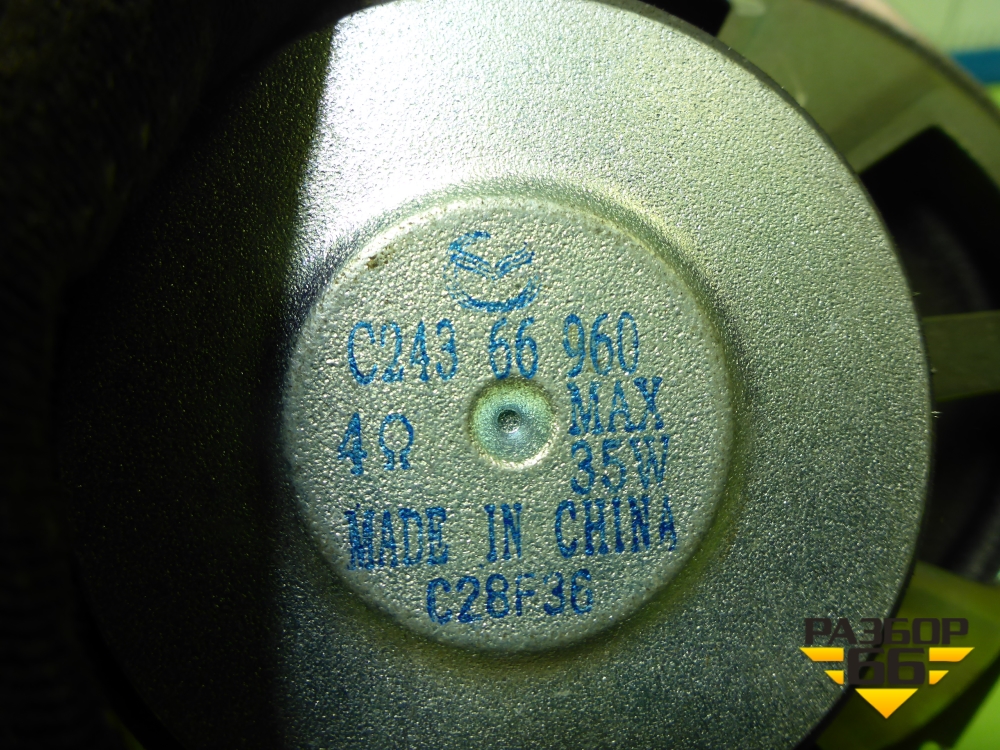 C243 66 960
4Ω MAX
35W
MADE IN CHINA
C28F36
РАЗБОР
66